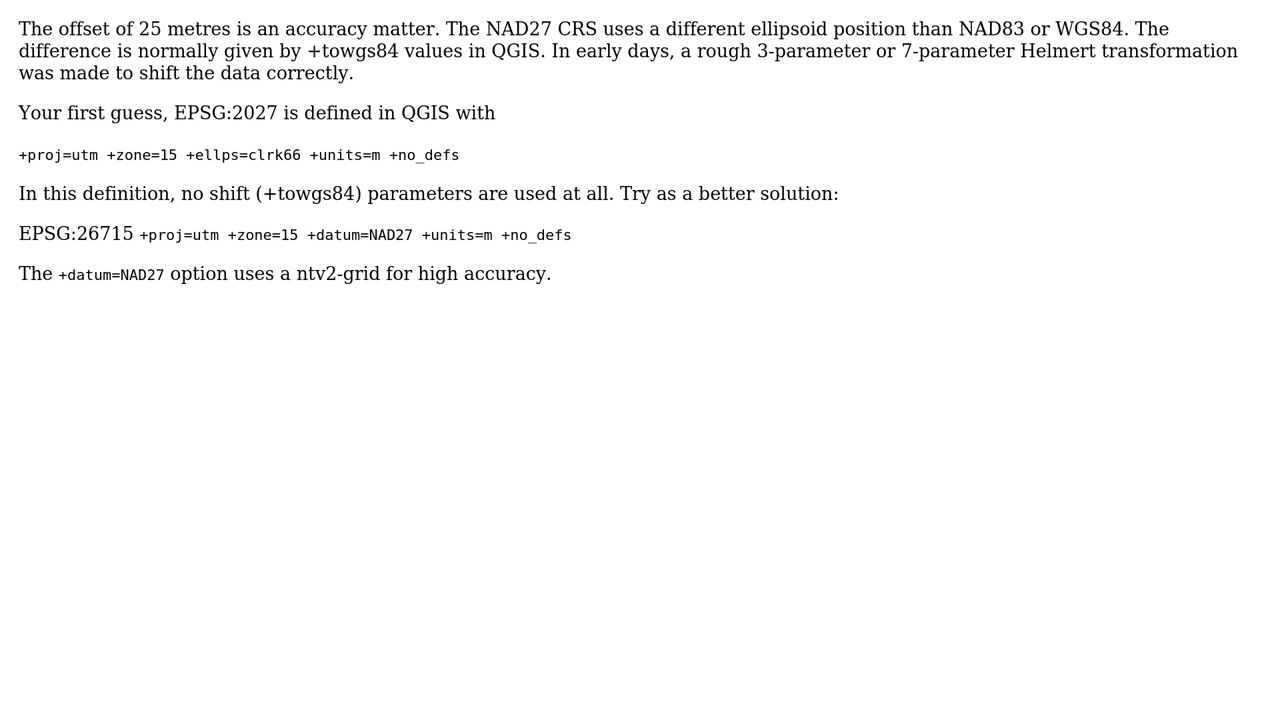 The offset of 25 metres is an accuracy matter. The NAD27 CRS uses a different ellipsoid position than NAD83 or WGS84. The
difference is normally given by +towgs84 values in QGIS. In early days, a rough 3-parameter or 7-parameter Helmert transformation
was made to shift the data correctly.
Your first guess, EPSG:2027 is defined in QGIS with
+proj=utm +zone=15 +ellps=clrk66 +units=m +no_defs
In this definition, no shift (+towgs84) parameters are used at all. Try as a better solution:
EPSG:26715 +proj=utm +zone=15 +datum=NAD27 +units=m +no_defs
The +datum=NAD27 option uses a ntv2-grid for high accuracy.